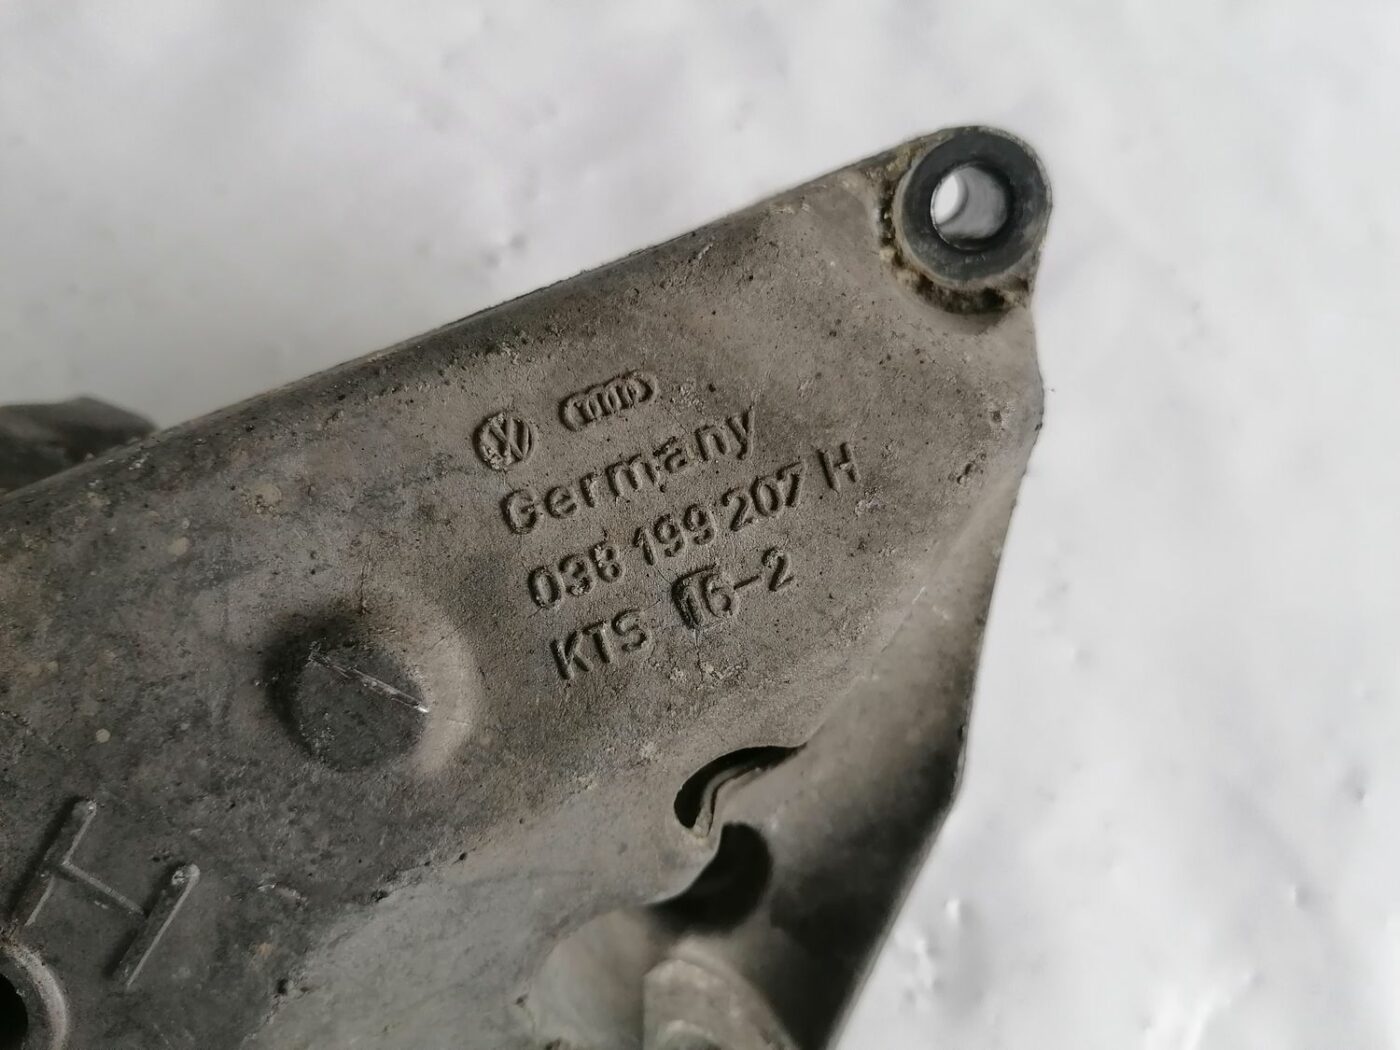 Germany
038 199 207 H
KTS 16-2
H